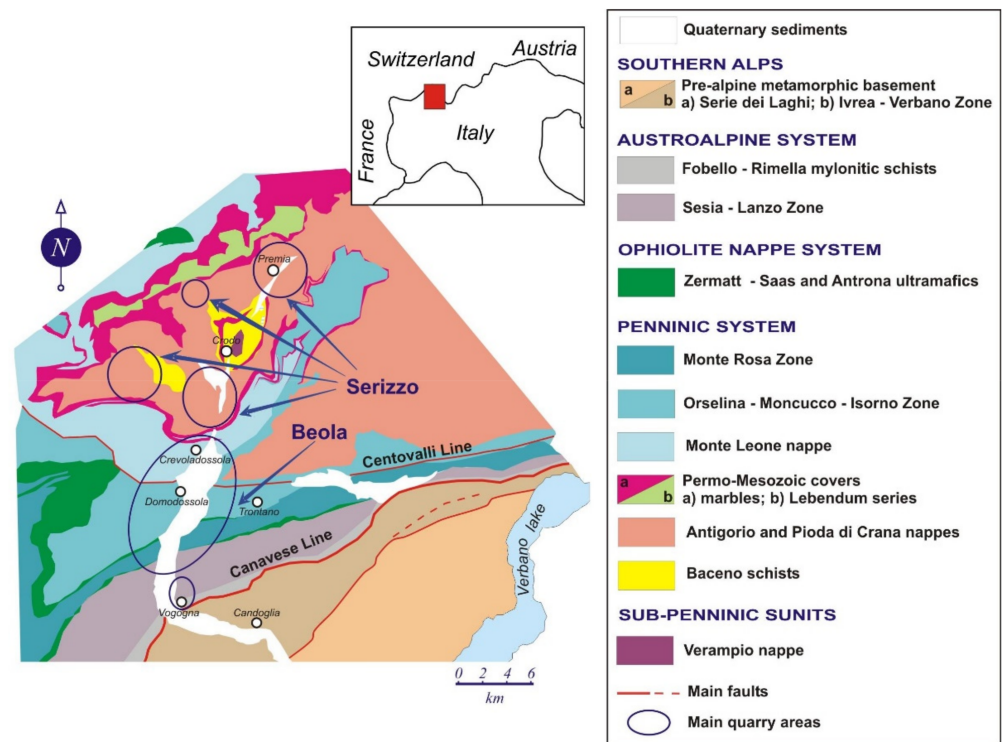 Switzerland
Austria
France
Italy
N
Premia
Crodo
Serizzo
Beola
Crevoladossola
Centovalli Line
Domodossola
Trontano
Canavese Line
Verbano lake
Vogogna
Candoglia
0 2 4 6
km
Quaternary sediments
SOUTHERN ALPS
a
b
Pre-alpine metamorphic basement
a) Serie dei Laghi; b) Ivrea - Verbano Zone
AUSTROALPINE SYSTEM
Fobello - Rimella mylonitic schists
Sesia - Lanzo Zone
OPHIOLITE NAPPE SYSTEM
Zermatt - Saas and Antrona ultramafics
PENNINIC SYSTEM
Monte Rosa Zone
Orselina - Moncucco - Isorno Zone
Monte Leone nappe
a
b
Permo-Mesozoic covers
a) marbles; b) Lebendum series
Antigorio and Pioda di Crana nappes
Baceno schists
SUB-PENNINIC SUNITS
Verampio nappe
Main faults
Main quarry areas